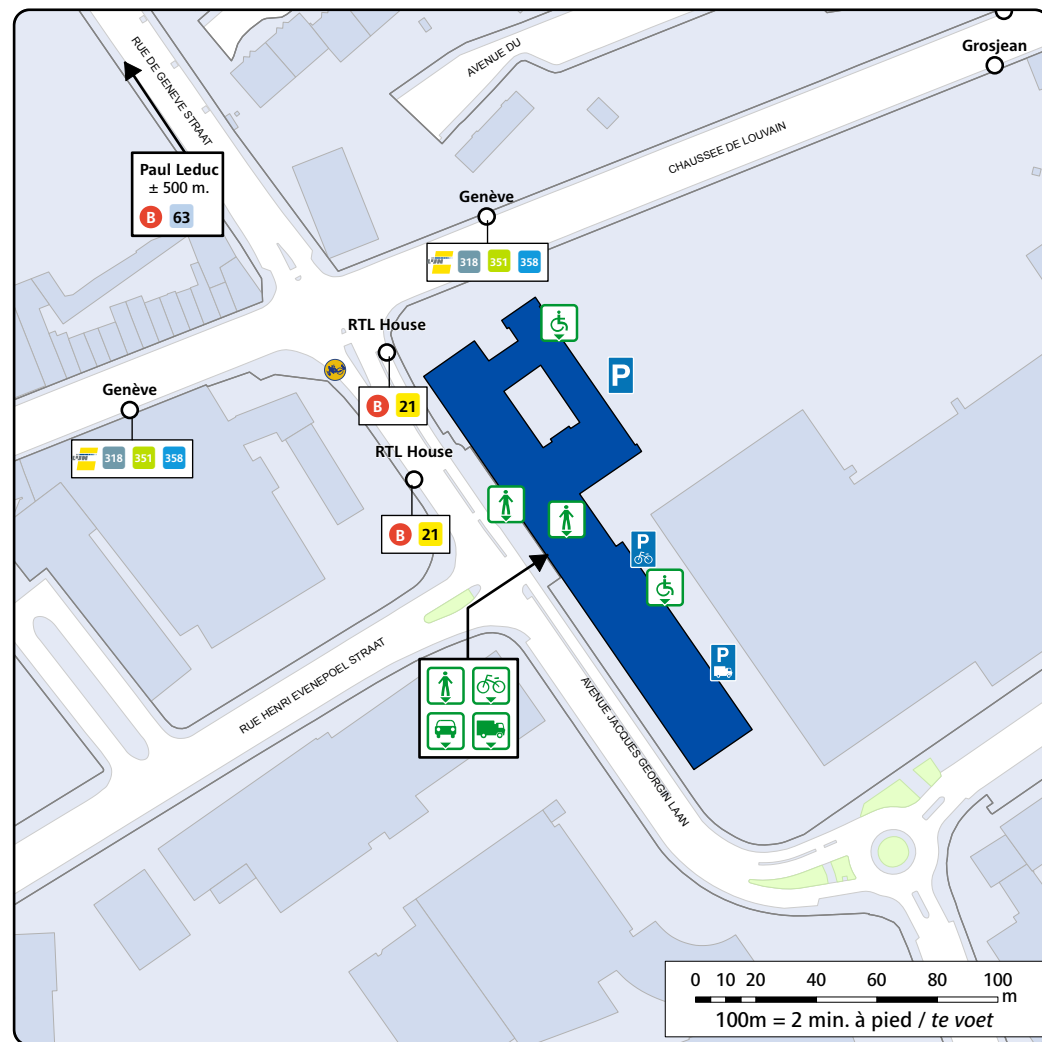 Grosjean
AVENUE DU
RUE DE GENEVE STRAAT
CHAUSSEE DE LOUVAIN
Paul Leduc
± 500 m.
B 63
Genève
318 351 358
P
RTL House
B 21
Genève
318 351 358
RTL House
B 21
P
P
RUE HENRI EVENEPOEL STRAAT
AVENUE JACQUES GEORGIN LAAN
0 10 20 40 60 80 100
m
100m = 2 min. à pied / te voet